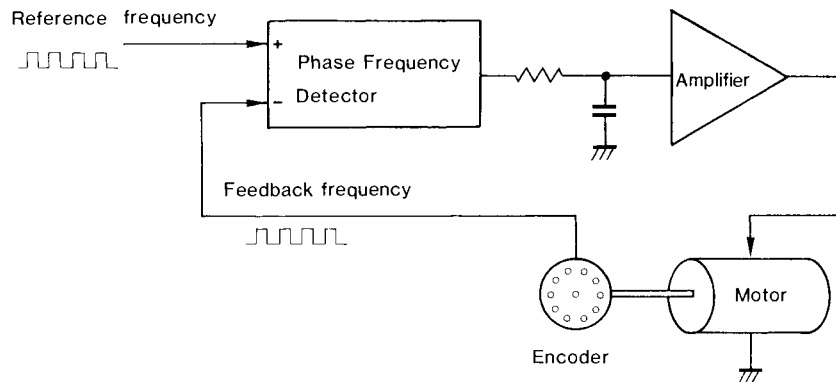 Reference frequency
+
Phase Frequency
Detector
−
Amplifier
Feedback frequency
Motor
Encoder